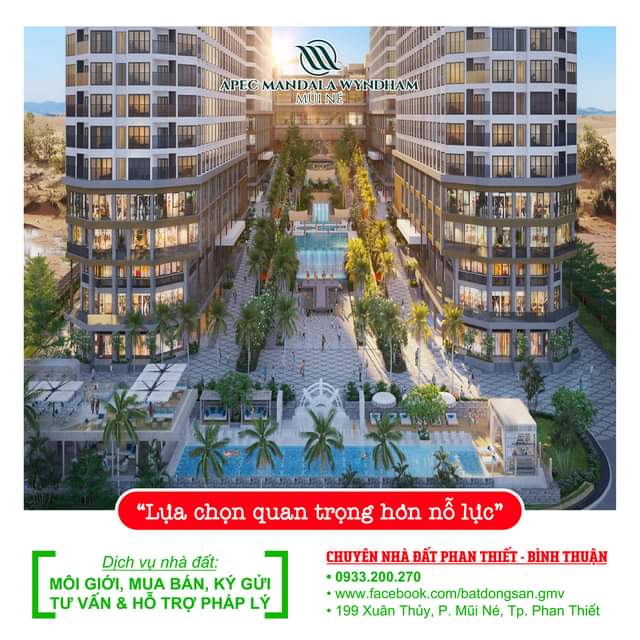 APEC MANDALA WYNDHAM
MŨI NÉ
“Lựa chọn quan trọng hơn nỗ lực”
Dịch vụ nhà đất:
MÔI GIỚI, MUA BÁN, KÝ GỬI
TƯ VẤN & HỖ TRỢ PHÁP LÝ
CHUYÊN NHÀ ĐẤT PHAN THIẾT - BÌNH THUẬN
• 0933.200.270
• www.facebook.com/batdongsan.gmv
• 199 Xuân Thủy, P. Mũi Né, Tp. Phan Thiết